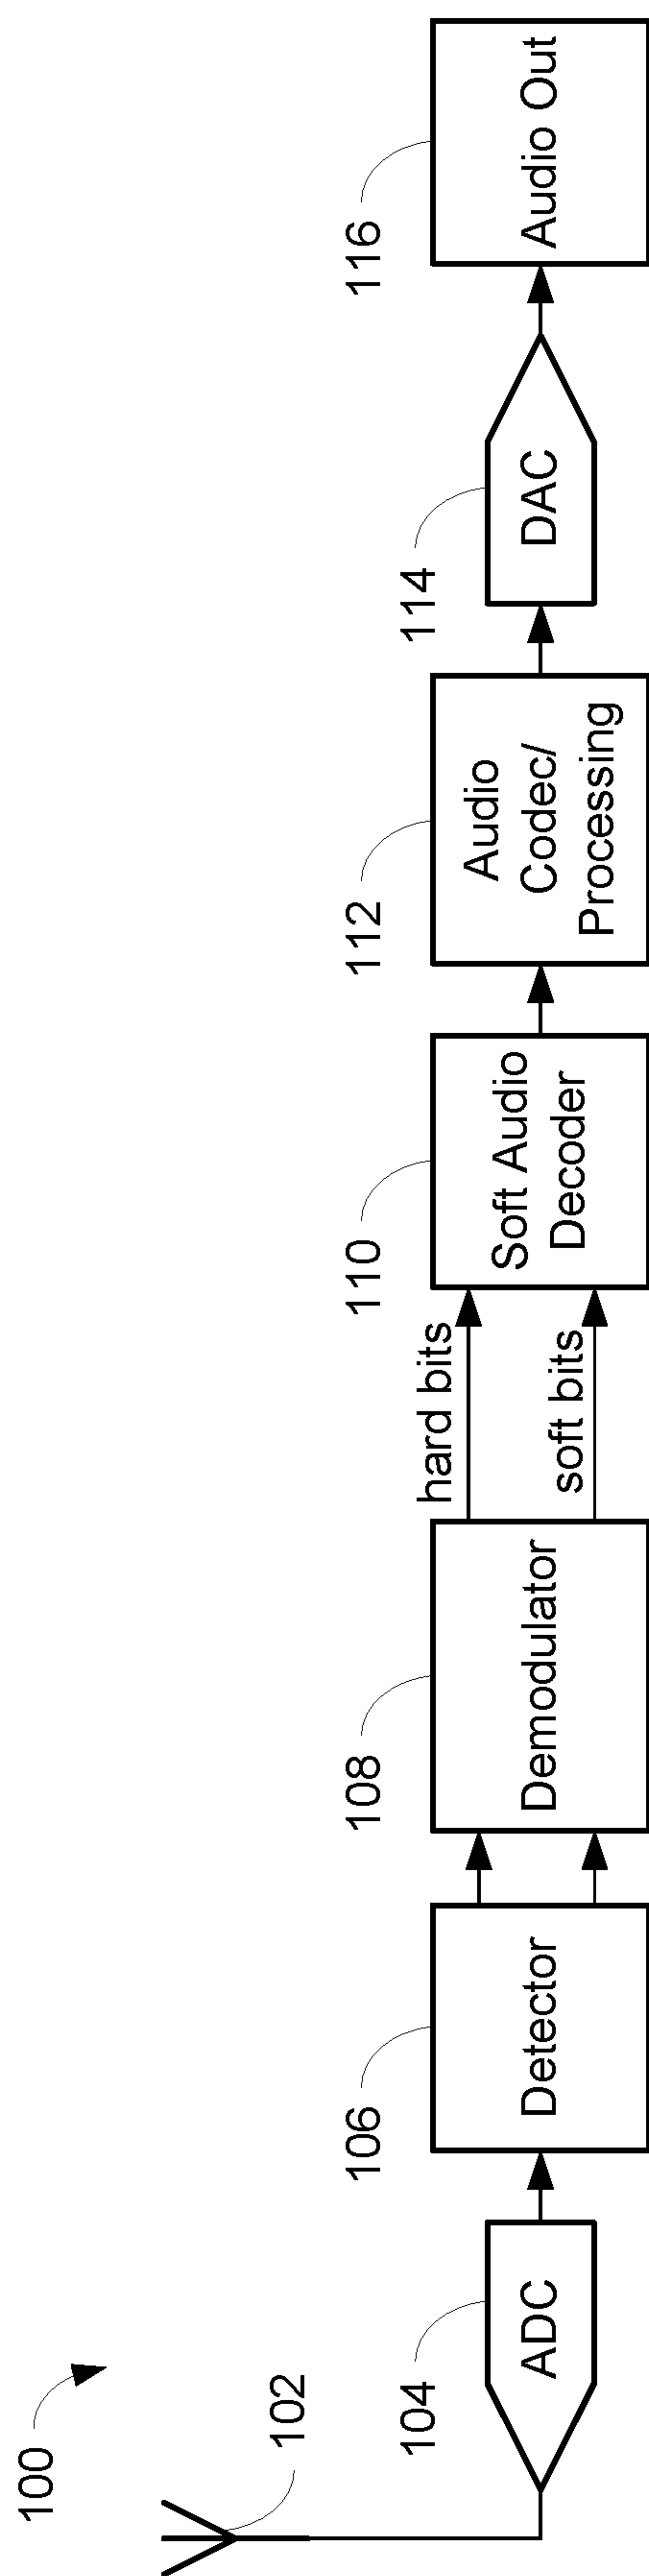 100
102
104
ADC
106
Detector
108
Demodulator
hard bits
soft bits
110
Soft Audio
Decoder
112
Audio
Codec/
Processing
114
DAC
116
Audio Out